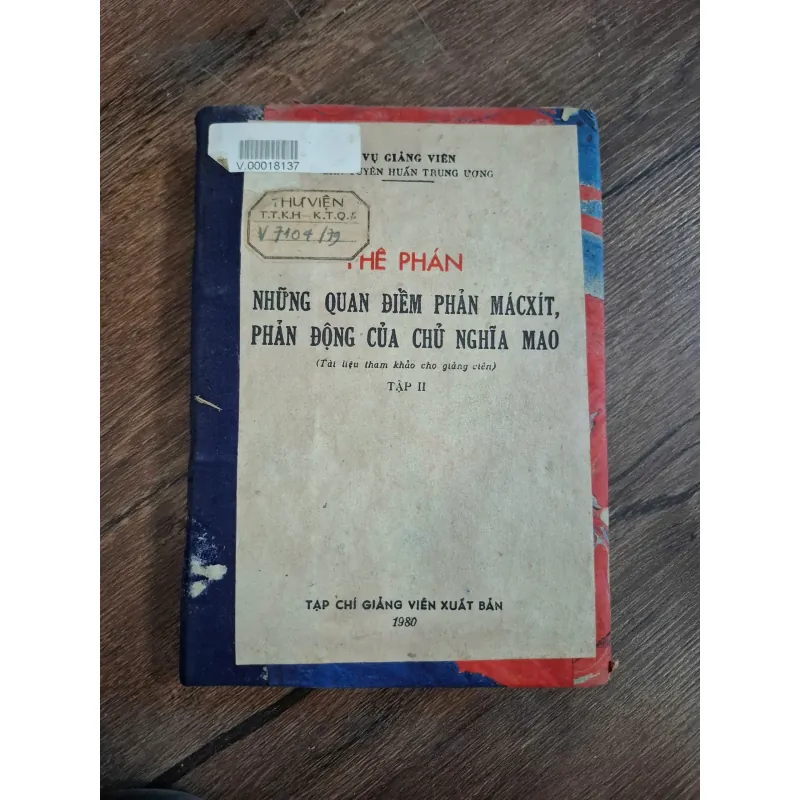 V.00018137
VỤ GIẢNG VIÊN
TUYÊN HUẤN TRUNG ƯƠNG
THƯ VIỆN
T.T.K.H - K.T.Q.S
V 7104/79
PHÊ PHÁN
NHỮNG QUAN ĐIỂM PHẢN MÁCXÍT,
PHẢN ĐỘNG CỦA CHỦ NGHĨA MAO
(Tài liệu tham khảo cho giảng viên)
TẬP II
TẠP CHÍ GIẢNG VIÊN XUẤT BẢN
1980